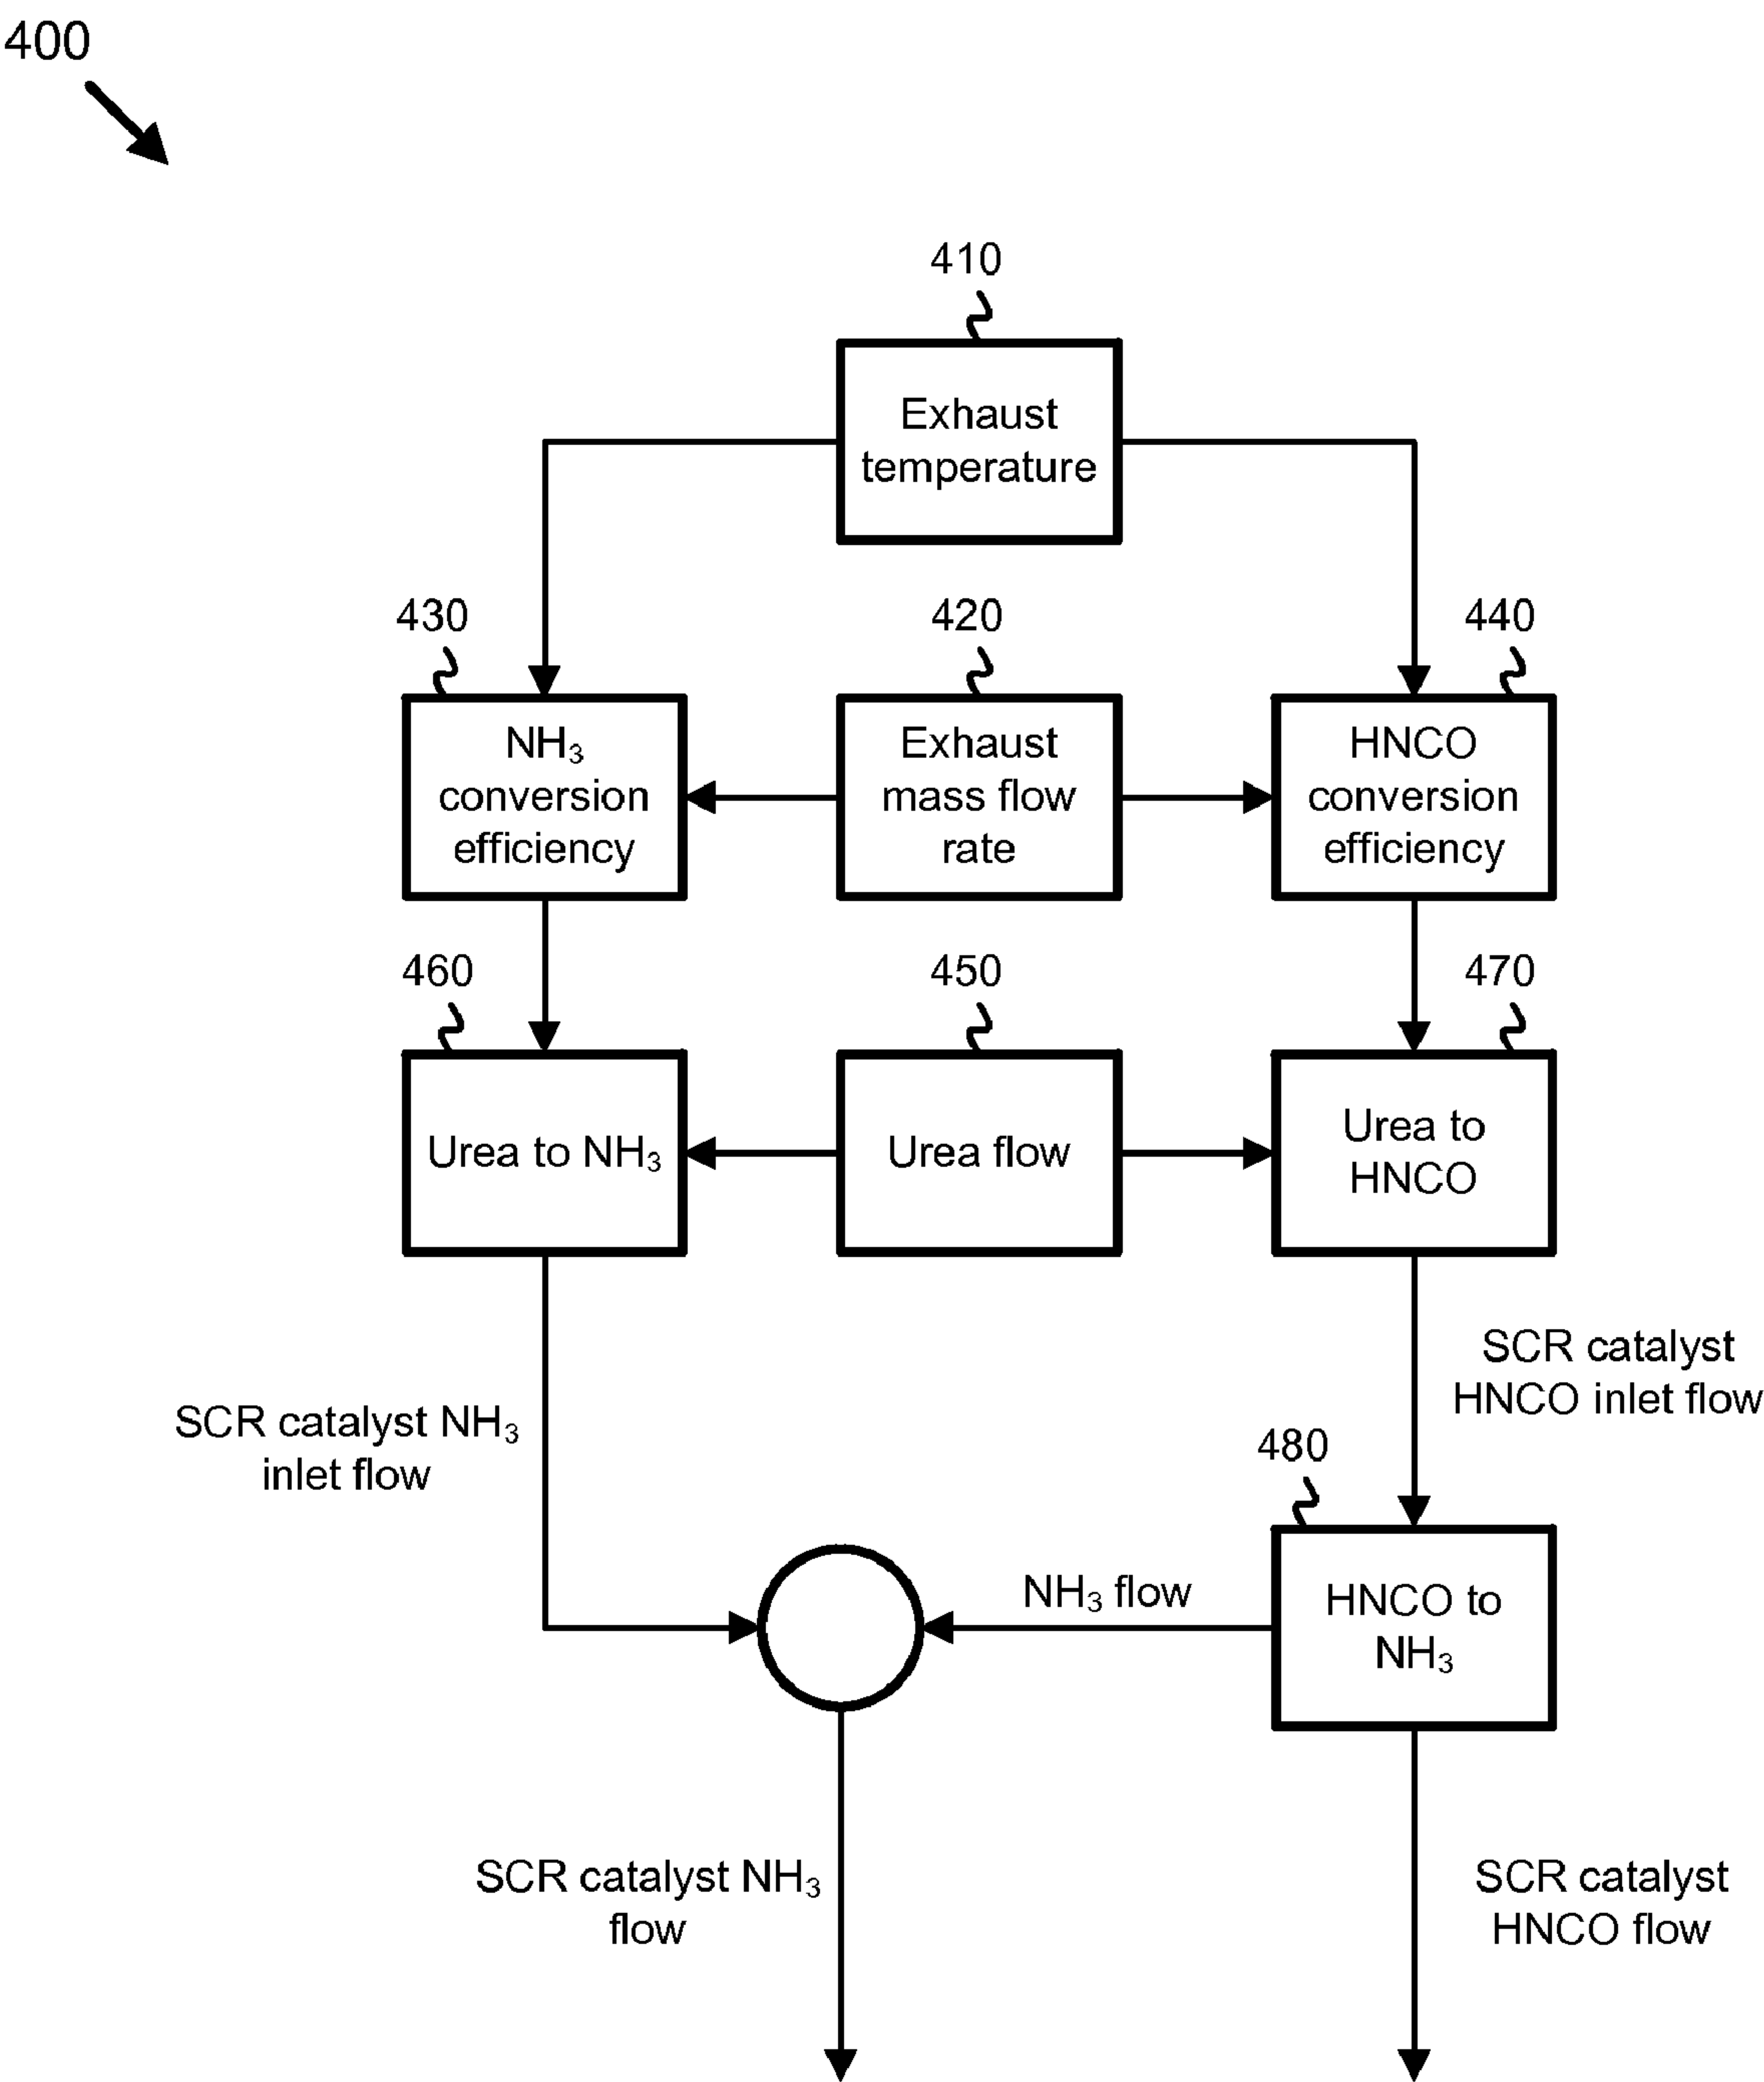 400
410
Exhaust
temperature
430
420
440
NH₃
conversion
efficiency
Exhaust
mass flow
rate
HNCO
conversion
efficiency
460
450
470
Urea to NH₃
Urea flow
Urea to
HNCO
SCR catalyst
HNCO inlet flow
SCR catalyst NH₃
inlet flow
480
NH₃ flow
HNCO to
NH₃
SCR catalyst NH₃
flow
SCR catalyst
HNCO flow